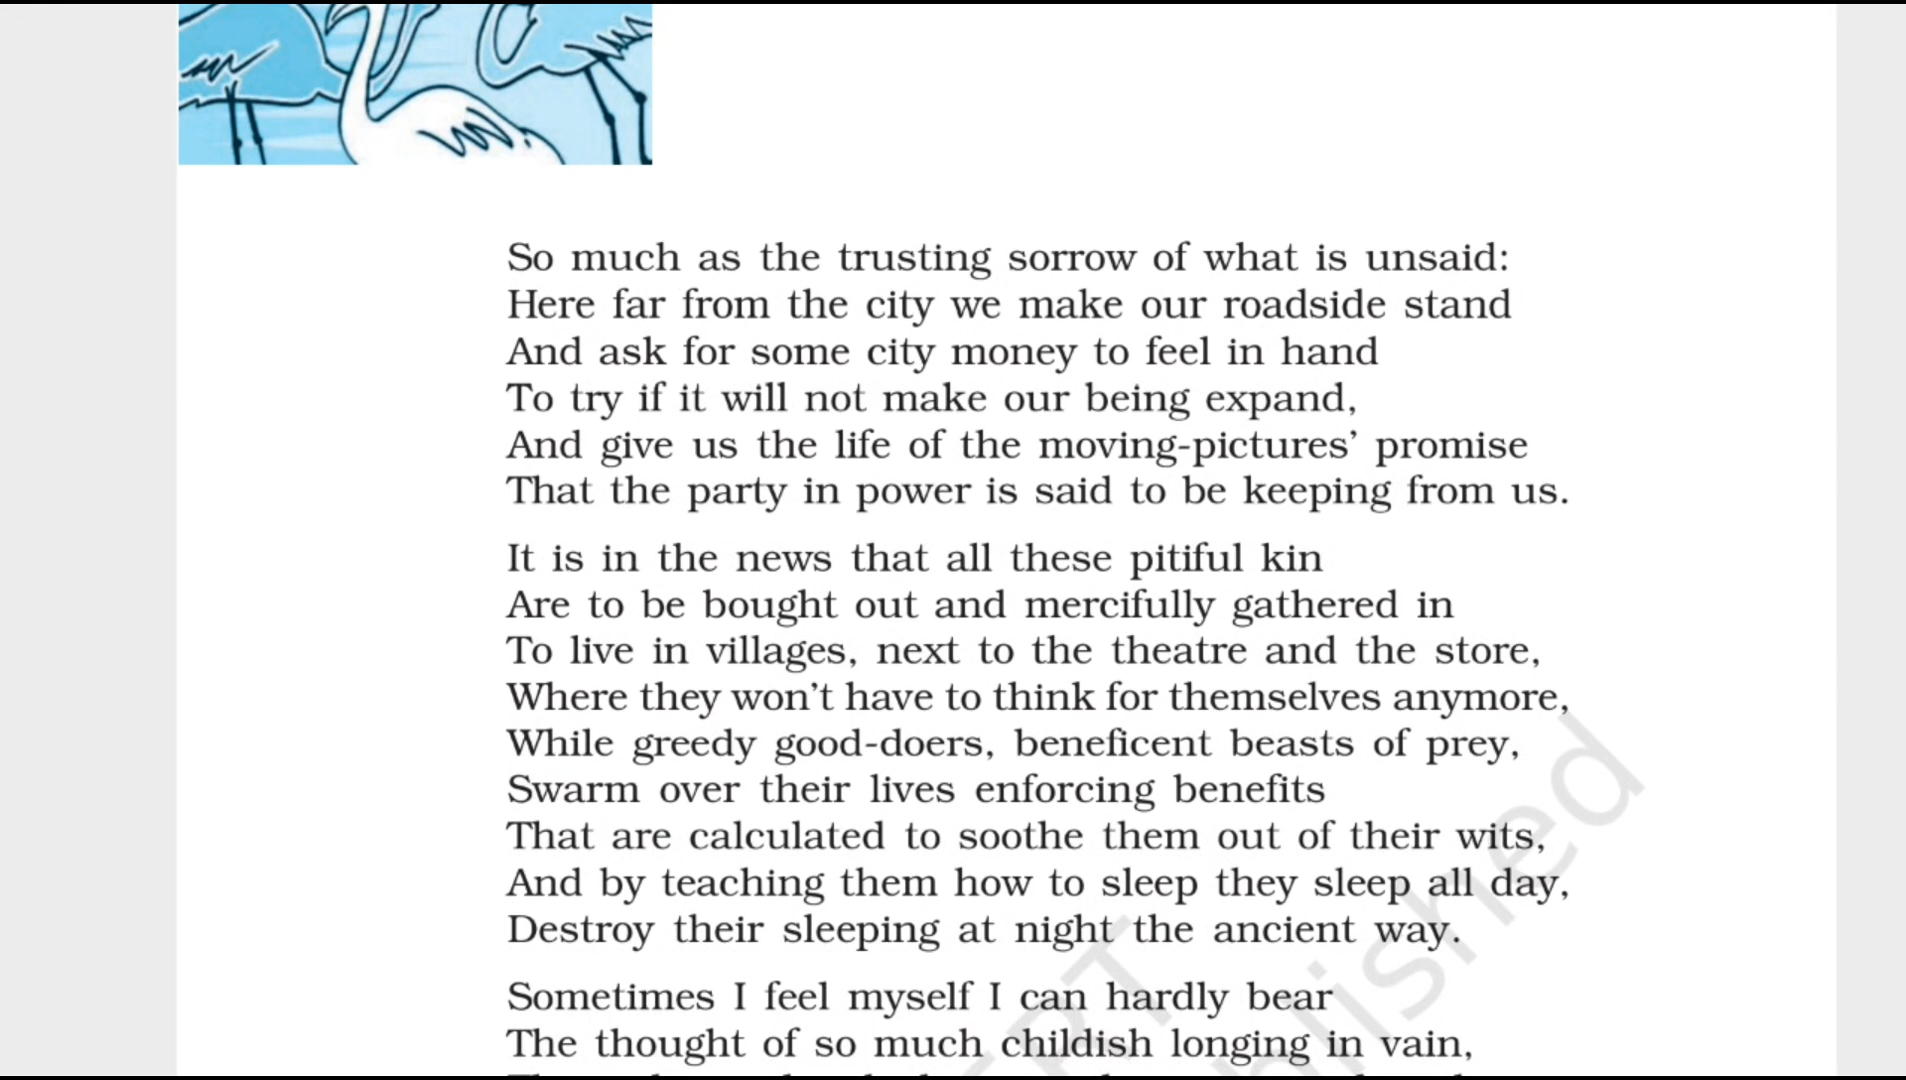 So much as the trusting sorrow of what is unsaid:
Here far from the city we make our roadside stand
And ask for some city money to feel in hand
To try if it will not make our being expand,
And give us the life of the moving-pictures’ promise
That the party in power is said to be keeping from us.
It is in the news that all these pitiful kin
Are to be bought out and mercifully gathered in
To live in villages, next to the theatre and the store,
Where they won’t have to think for themselves anymore,
While greedy good-doers, beneficent beasts of prey,
Swarm over their lives enforcing benefits
That are calculated to soothe them out of their wits,
And by teaching them how to sleep they sleep all day,
Destroy their sleeping at night the ancient way.
Sometimes I feel myself I can hardly bear
The thought of so much childish longing in vain,